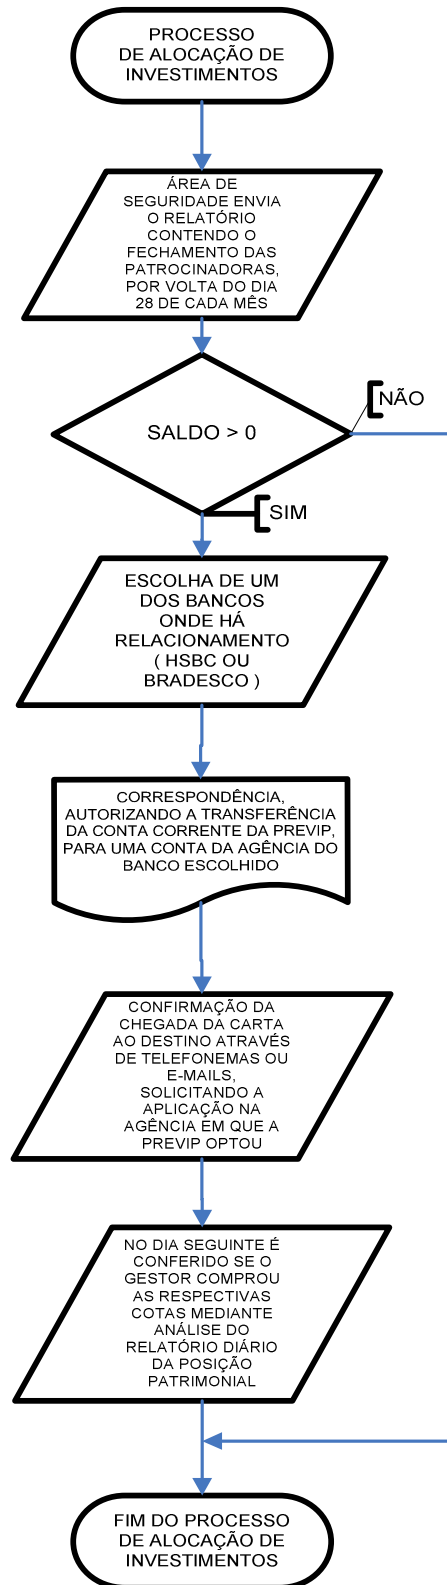 PROCESSO
DE ALOCAÇÃO DE
INVESTIMENTOS
ÁREA DE
SEGURIDADE ENVIA
O RELATÓRIO
CONTENDO O
FECHAMENTO DAS
PATROCINADORAS,
POR VOLTA DO DIA
28 DE CADA MÊS
NÃO
SALDO > 0
SIM
ESCOLHA DE UM
DOS BANCOS
ONDE HÁ
RELACIONAMENTO
( HSBC OU
BRADESCO )
CORRESPONDÊNCIA,
AUTORIZANDO A TRANSFERÊNCIA
DA CONTA CORRENTE DA PREVIP,
PARA UMA CONTA DA AGÊNCIA DO
BANCO ESCOLHIDO
CONFIRMAÇÃO DA
CHEGADA DA CARTA
AO DESTINO ATRAVÉS
DE TELEFONEMAS OU
E-MAILS,
SOLICITANDO A
APLICAÇÃO NA
AGÊNCIA EM QUE A
PREVIP OPTOU
NO DIA SEGUINTE É
CONFERIDO SE O
GESTOR COMPROU
AS RESPECTIVAS
COTAS MEDIANTE
ANÁLISE DO
RELATÓRIO DIÁRIO
DA POSIÇÃO
PATRIMONIAL
FIM DO PROCESSO
DE ALOCAÇÃO DE
INVESTIMENTOS